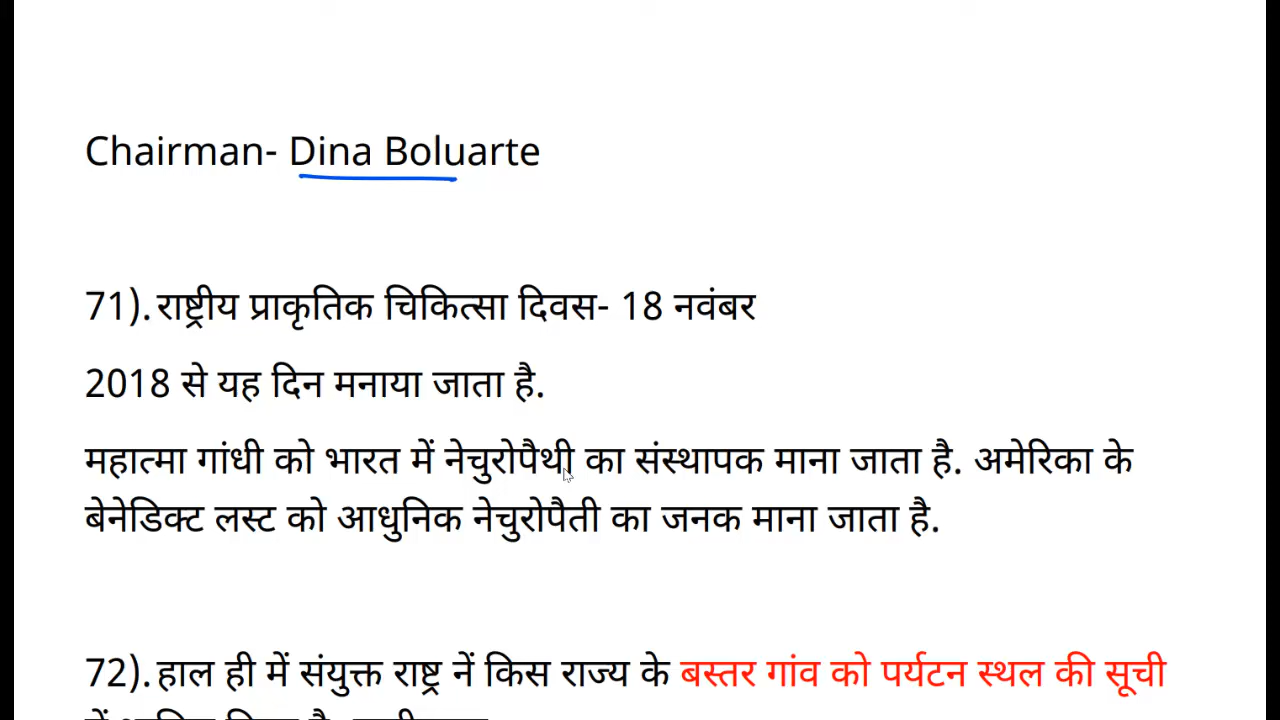 Chairman- Dina Boluarte
71). राष्ट्रीय प्राकृतिक चिकित्सा दिवस- 18 नवंबर
2018 से यह दिन मनाया जाता है.
महात्मा गांधी को भारत में नेचुरोपैथी का संस्थापक माना जाता है. अमेरिका के
बेनेडिक्ट लस्ट को आधुनिक नेचुरोपैती का जनक माना जाता है.
72). हाल ही में संयुक्त राष्ट्र नें किस राज्य के बस्तर गांव को पर्यटन स्थल की सूची